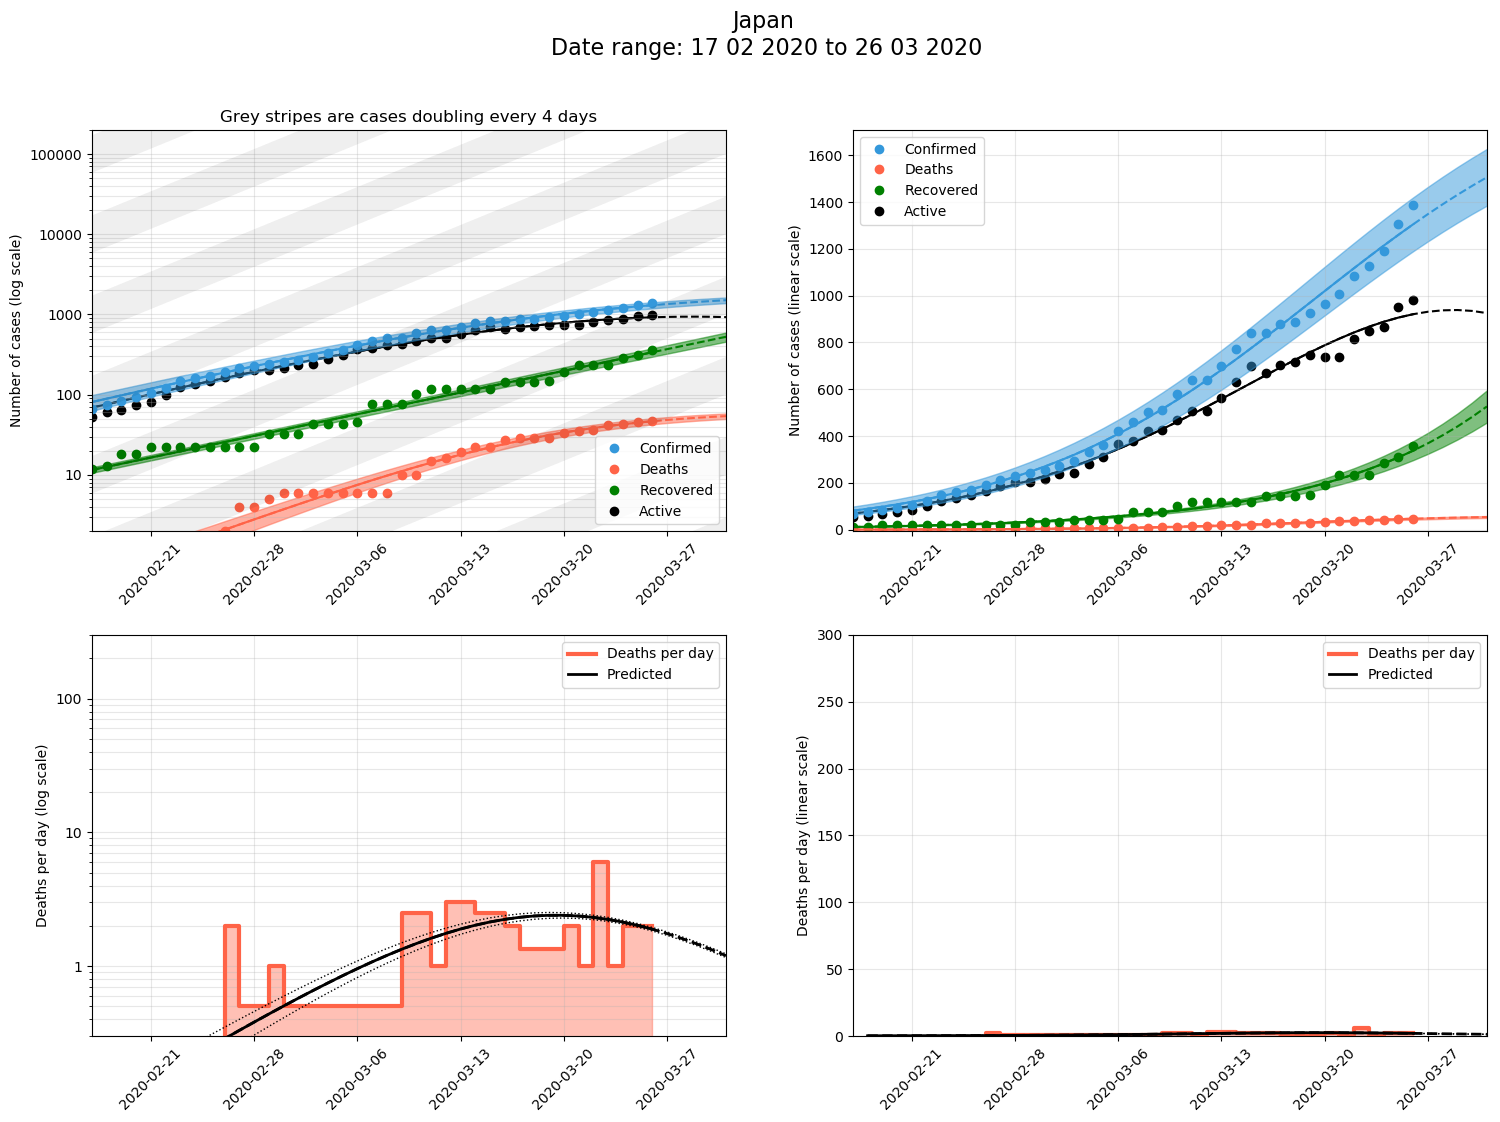 Japan
Date range: 17 02 2020 to 26 03 2020
Grey stripes are cases doubling every 4 days
Number of cases (log scale)
100000
10000
1000
100
10
Confirmed
Deaths
Recovered
Active
2020-02-21
2020-02-28
2020-03-06
2020-03-13
2020-03-20
2020-03-27
Number of cases (linear scale)
1600
1400
1200
1000
800
600
400
200
0
Confirmed
Deaths
Recovered
Active
2020-02-21
2020-02-28
2020-03-06
2020-03-13
2020-03-20
2020-03-27
Deaths per day (log scale)
100
10
1
Deaths per day
Predicted
2020-02-21
2020-02-28
2020-03-06
2020-03-13
2020-03-20
2020-03-27
Deaths per day (linear scale)
300
250
200
150
100
50
0
Deaths per day
Predicted
2020-02-21
2020-02-28
2020-03-06
2020-03-13
2020-03-20
2020-03-27